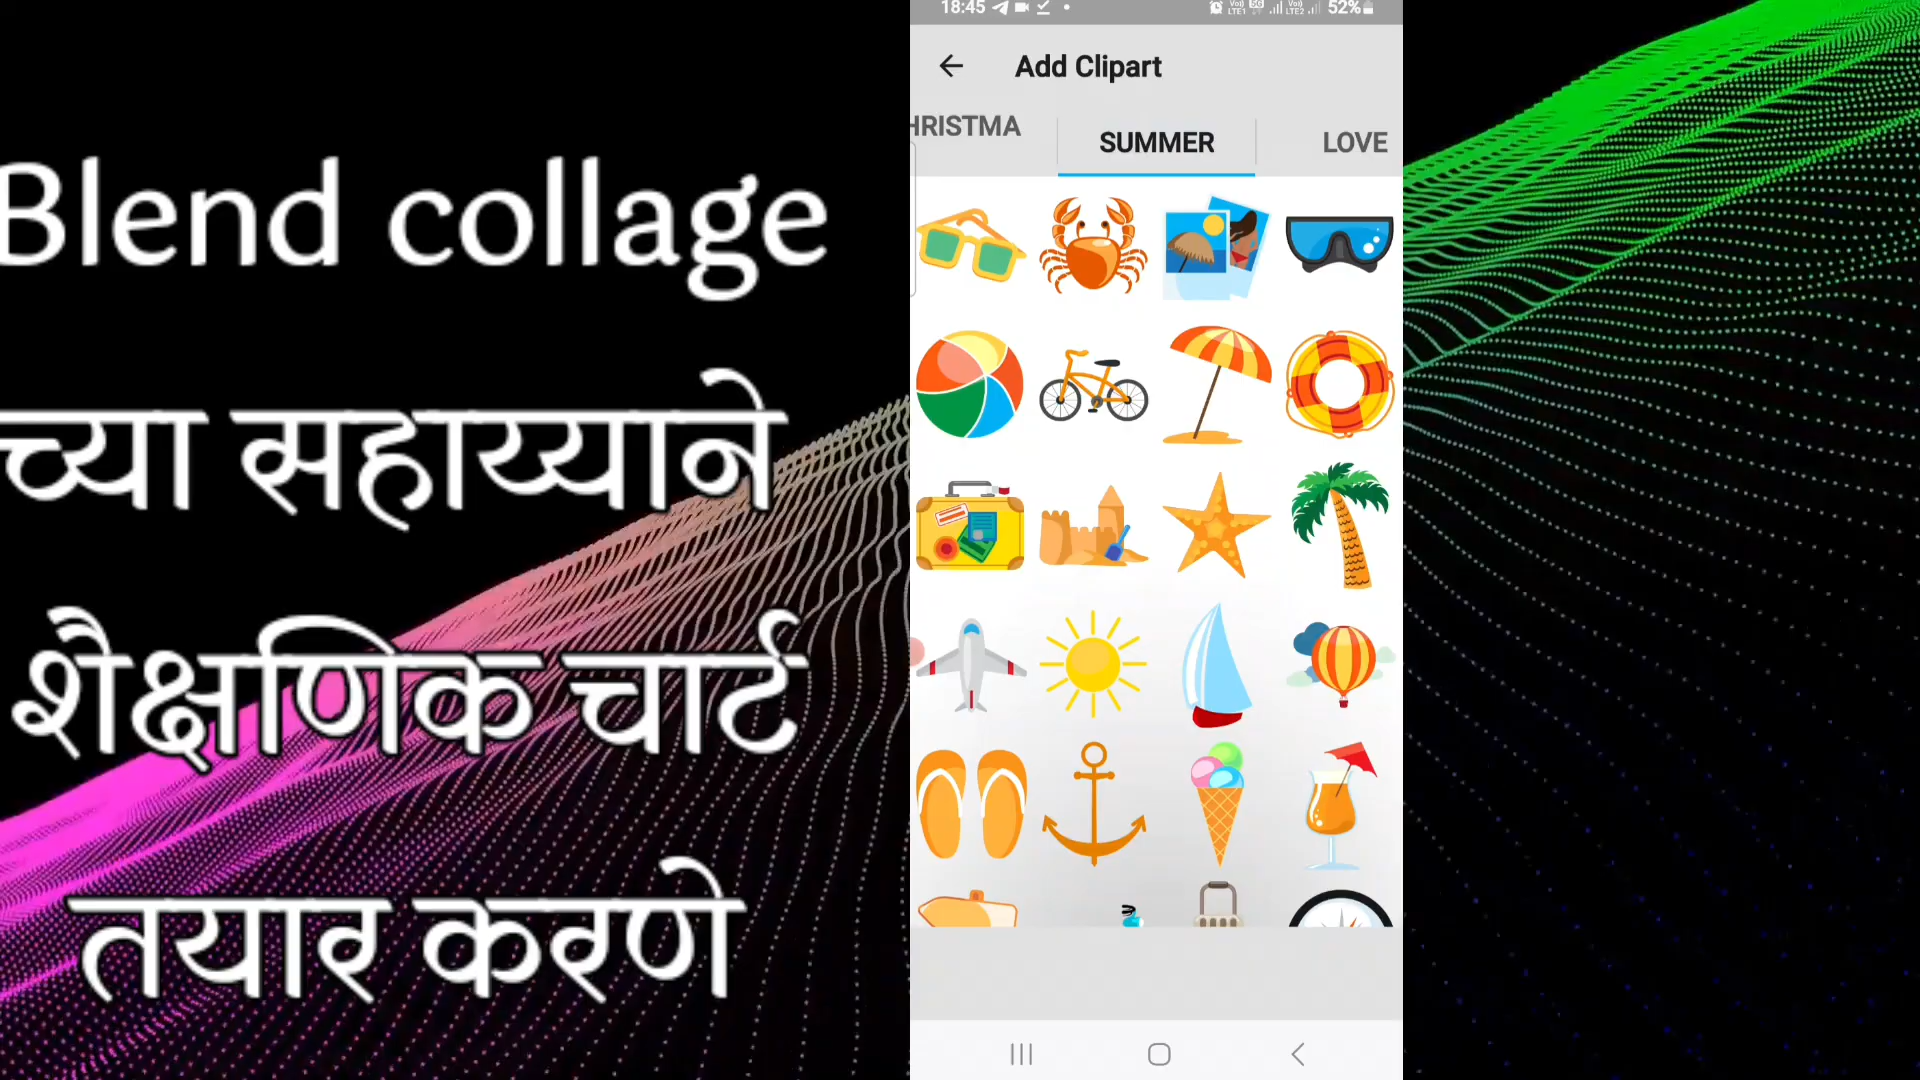 Blend collage
च्या सहाय्याने
शैक्षणिक चार्ट
तयार करणे
18:45
52%
Add Clipart
HRISTMA
SUMMER
LOVE